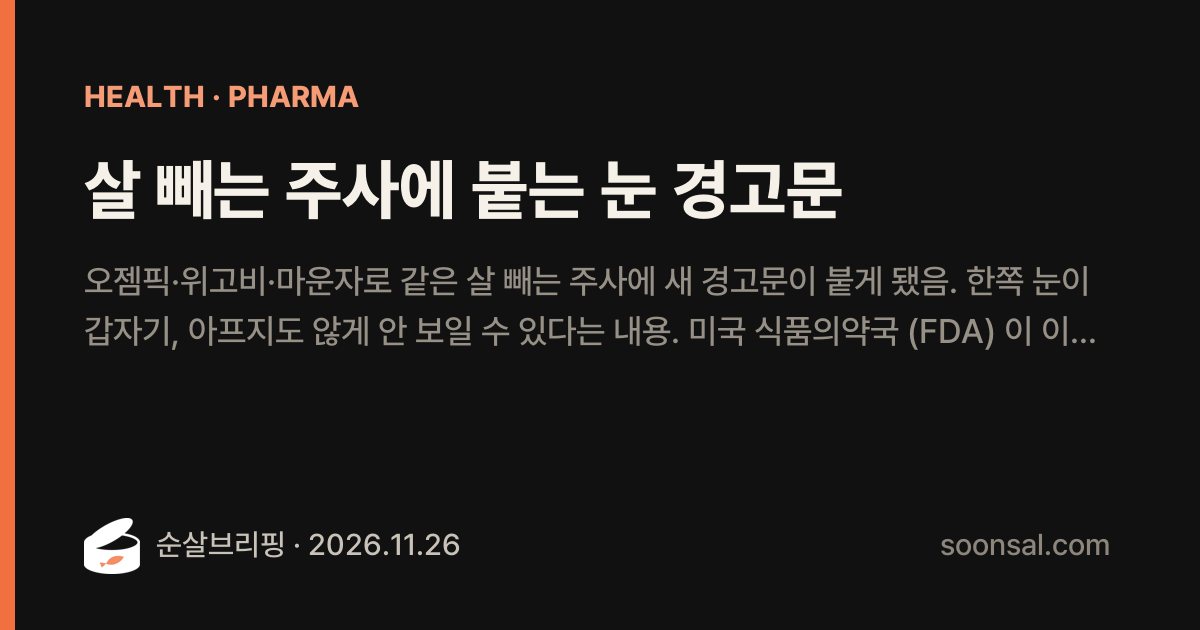 HEALTH · PHARMA
살 빼는 주사에 붙는 눈 경고문
오젬픽·위고비·마운자로 같은 살 빼는 주사에 새 경고문이 붙게 됐음. 한쪽 눈이
갑자기, 아프지도 않게 안 보일 수 있다는 내용. 미국 식품의약국 (FDA) 이 이...
순살브리핑 · 2026.11.26
soonsal.com